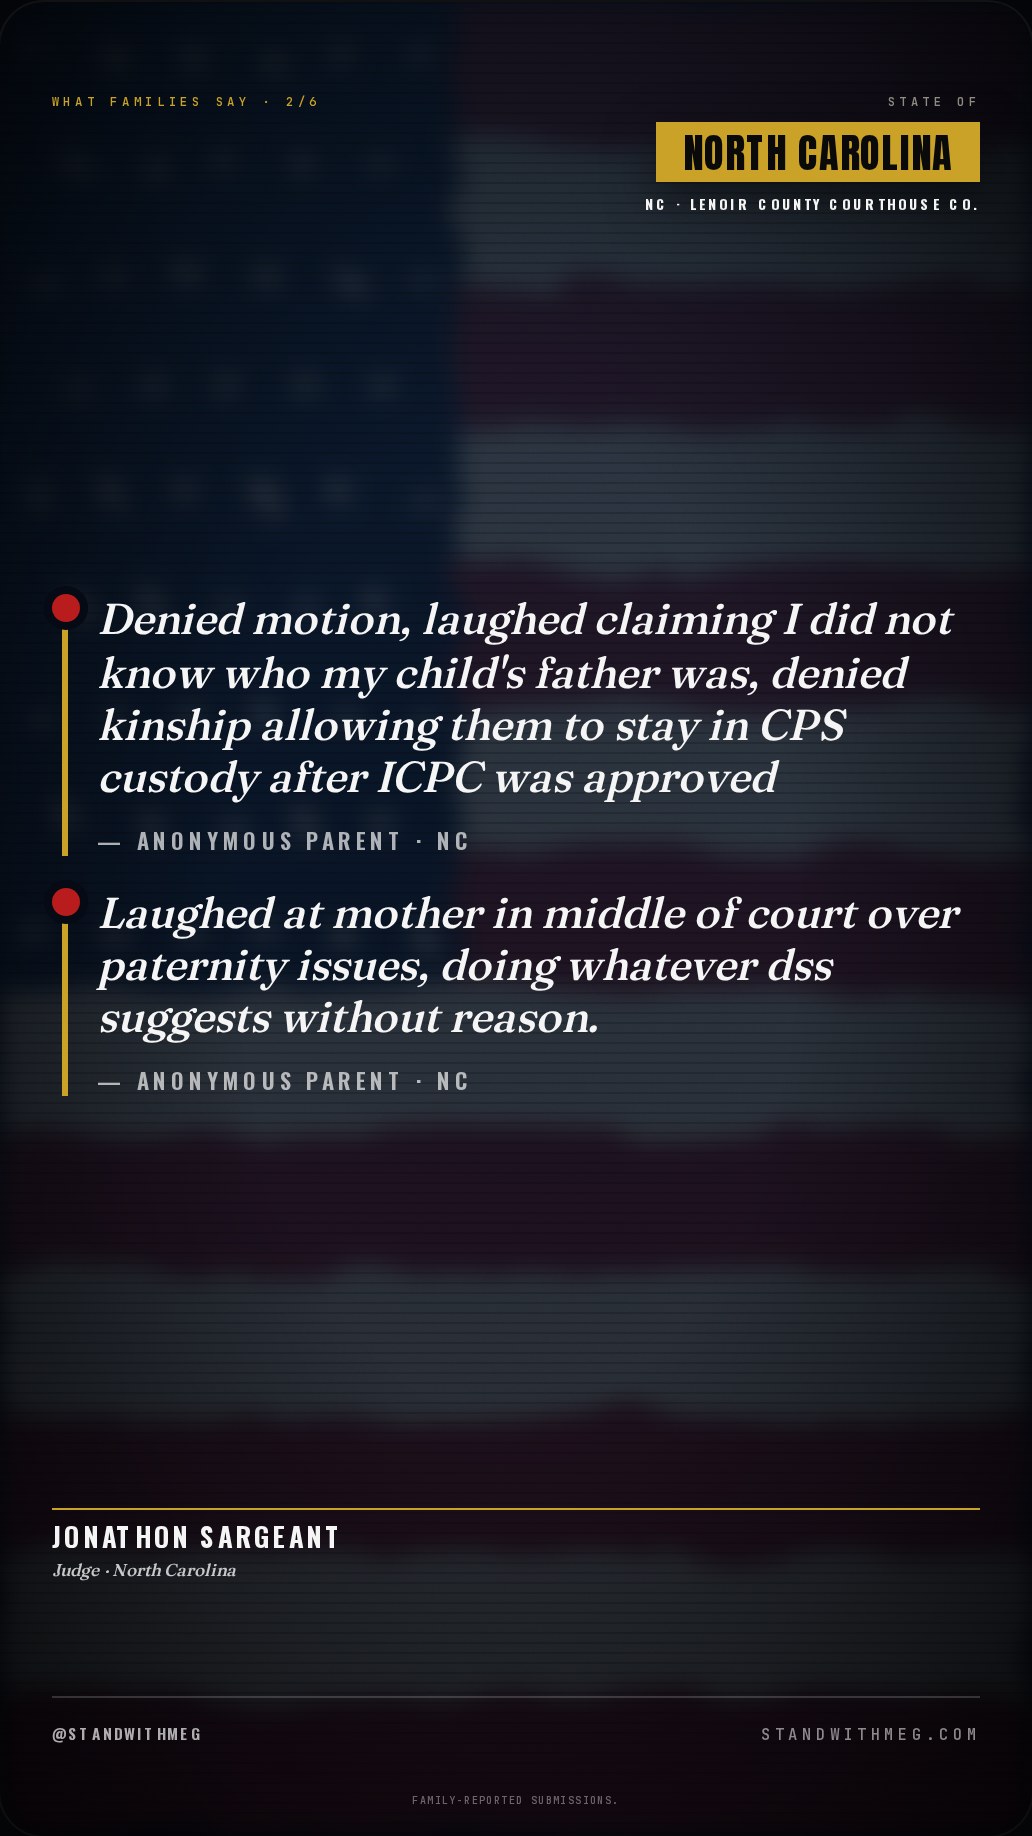 WHAT FAMILIES SAY · 2/6
STATE OF
NORTH CAROLINA
NC · LENOIR COUNTY COURTHOUSE CO.
Denied motion, laughed claiming I did not
know who my child's father was, denied
kinship allowing them to stay in CPS
custody after ICPC was approved
— ANONYMOUS PARENT · NC
Laughed at mother in middle of court over
paternity issues, doing whatever dss
suggests without reason.
— ANONYMOUS PARENT · NC
JONATHON SARGEANT
Judge · North Carolina
@STANDWITHMEG
STANDWITHMEG.COM
FAMILY-REPORTED SUBMISSIONS.